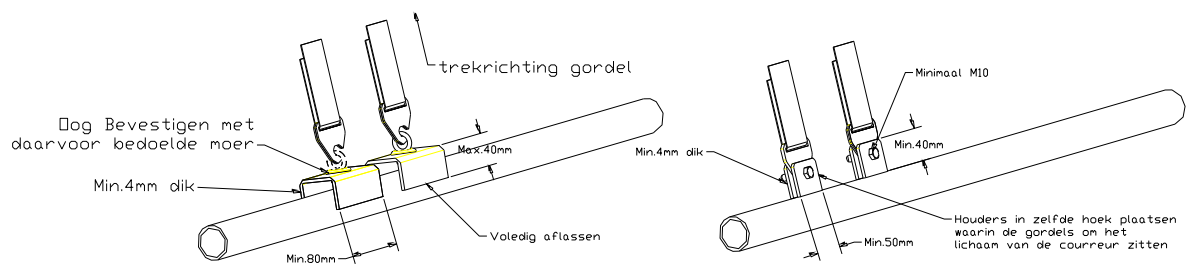 trekrichting gordel
Oog Bevestigen met
daarvoor bedoelde moer
Max.40mm
Min.4mm dik
Voledig aflassen
Min.80mm
Minimaal M10
Min.40mm
Min.4mm dik
Houders in zelfde hoek plaatsen
waarin de gordels om het
lichaam van de coureur zitten
Min.50mm